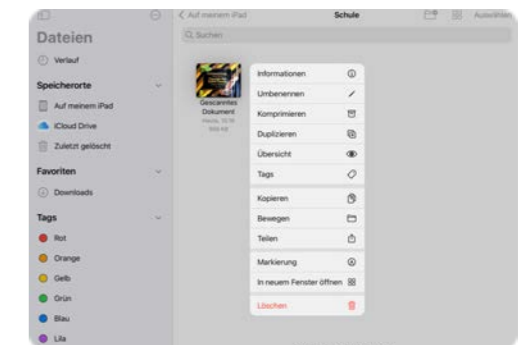 Auf meinem iPad
Schule
Auswählen
Dateien
Suchen
Verlauf
Speicherorte
Auf meinem iPad
iCloud Drive
Zuletzt gelöscht
Favoriten
Downloads
Tags
Rot
Orange
Gelb
Grün
Blau
Lila
Gescanntes
Dokument
Informationen
Umbenennen
Komprimieren
Duplizieren
Übersicht
Tags
Kopieren
Bewegen
Teilen
Markierung
In neuem Fenster öffnen
Löschen